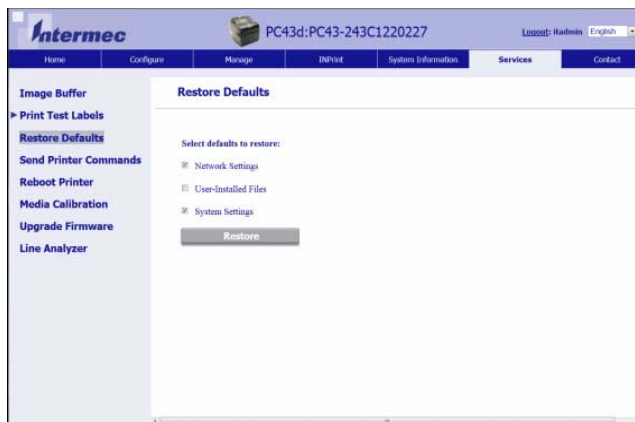 Intermec
PC43d:PC43-243C1220227
Logout: itadmin English
Home Configure Manage INPrint System Information Services Contact
Image Buffer
Print Test Labels
Restore Defaults
Send Printer Commands
Reboot Printer
Media Calibration
Upgrade Firmware
Line Analyzer
Restore Defaults
Select defaults to restore:
Network Settings
User-Installed Files
System Settings
Restore